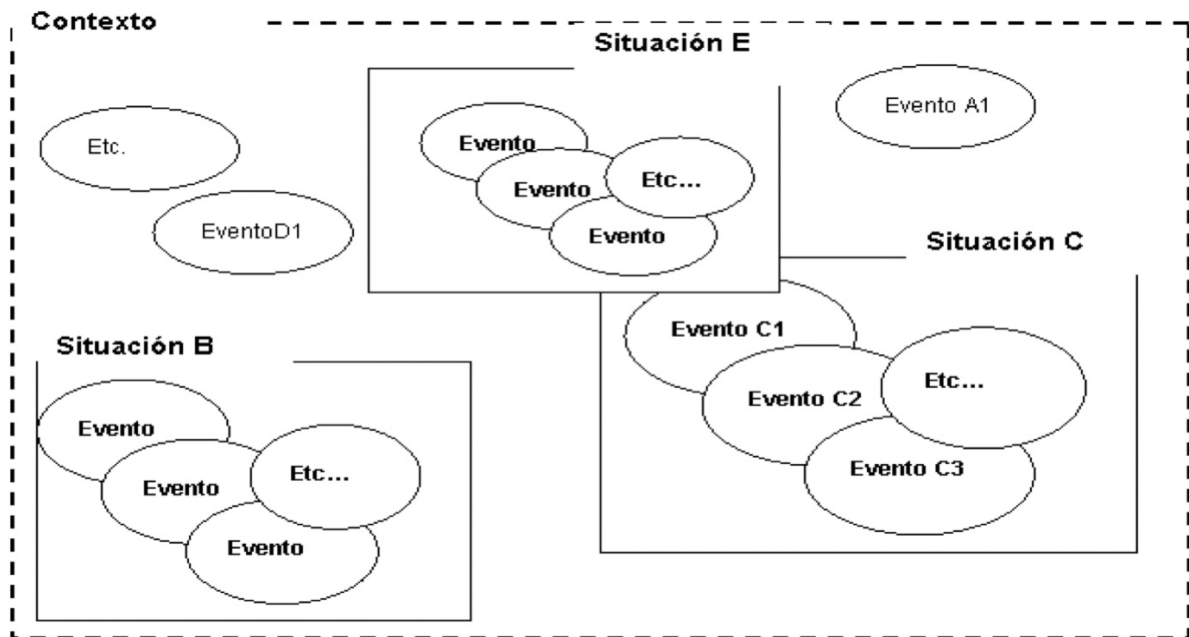 Contexto
Situación E
Evento A1
Etc.
EventoD1
Evento
Evento
Etc...
Evento
Situación C
Evento C1
Evento C2
Etc...
Evento C3
Situación B
Evento
Evento
Etc...
Evento